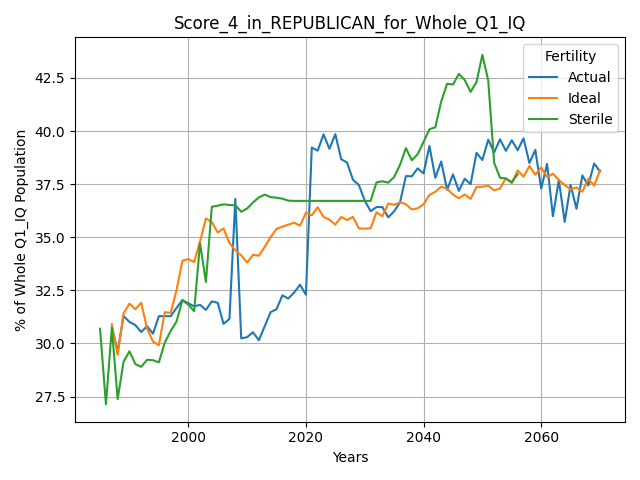 Score_4_in_REPUBLICAN_for_Whole_Q1_IQ
Fertility
Actual
Ideal
Sterile
% of Whole Q1_IQ Population
42.5
40.0
37.5
35.0
32.5
30.0
27.5
2000
2020
2040
2060
Years